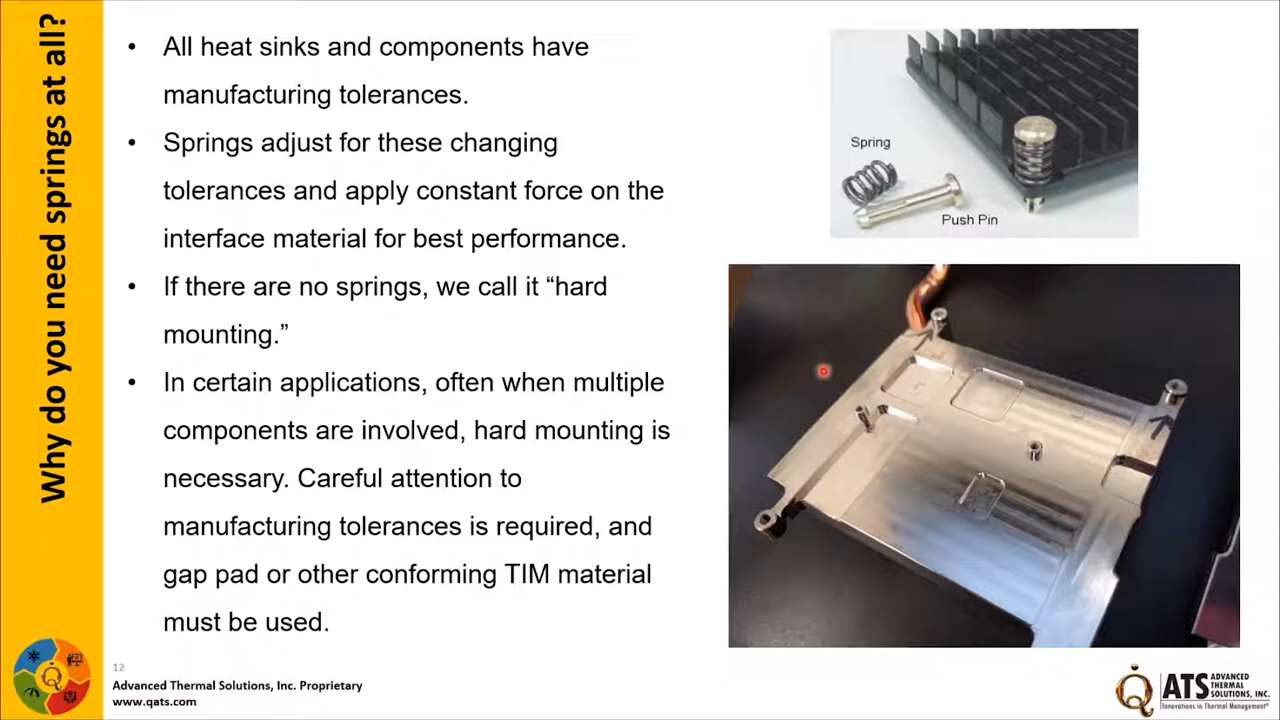 Why do you need springs at all?
• All heat sinks and components have
manufacturing tolerances.
• Springs adjust for these changing
tolerances and apply constant force on the
interface material for best performance.
• If there are no springs, we call it “hard
mounting.”
• In certain applications, often when multiple
components are involved, hard mounting is
necessary. Careful attention to
manufacturing tolerances is required, and
gap pad or other conforming TIM material
must be used.
Spring
Push Pin
12
Advanced Thermal Solutions, Inc. Proprietary
www.qats.com
Q
ATS
ADVANCED
THERMAL
SOLUTIONS, INC.
Innovations in Thermal Management®